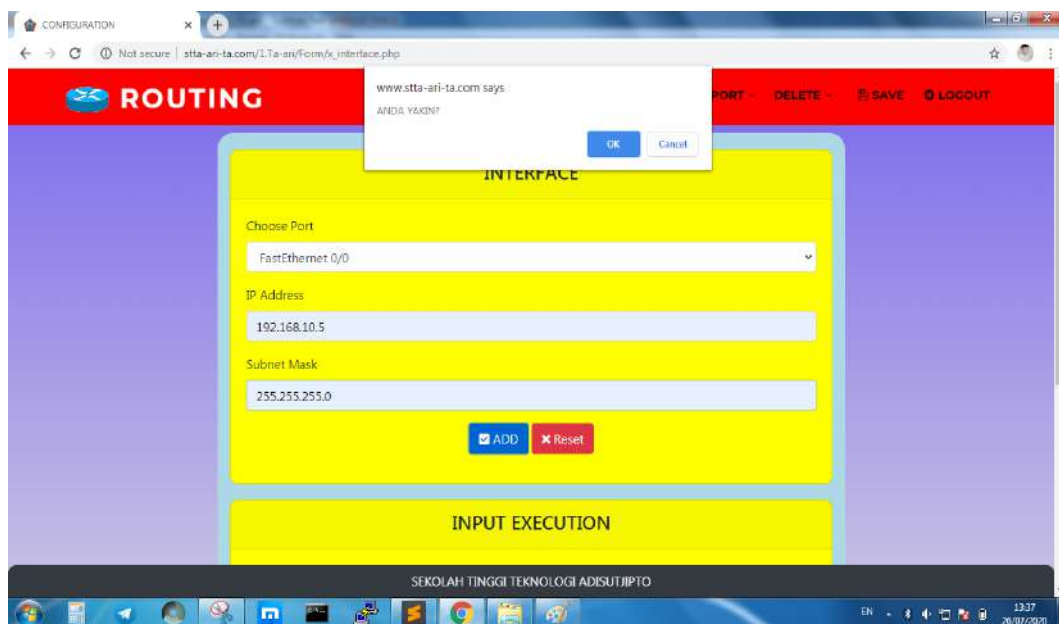 CONFIGURATION
Not secure | stta-ari-ta.com/1.Ta-ari/Form/x_interface.php
ROUTING
PORT
DELETE
SAVE
LOGOUT
www.stta-ari-ta.com says
ANDA YAKIN?
OK
Cancel
INTERFACE
Choose Port
FastEthernet 0/0
IP Address
192.168.10.5
Subnet Mask
255.255.255.0
ADD
Reset
INPUT EXECUTION
SEKOLAH TINGGI TEKNOLOGI ADISUTJIPTO
EN
13:37
20/07/2020